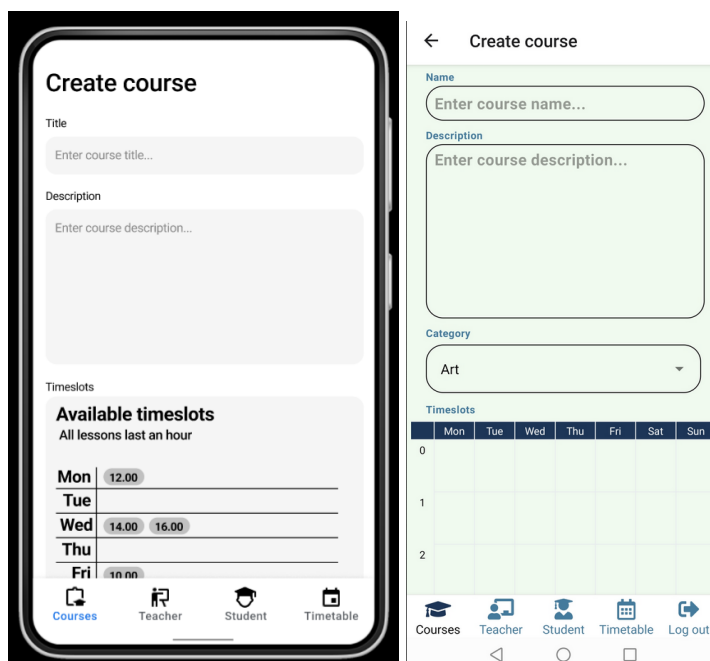 Create course
Title
Enter course title...
Description
Enter course description...
Timeslots
Available timeslots
All lessons last an hour
Mon 12.00
Tue
Wed 14.00 16.00
Thu
Fri 10.00
Courses Teacher Student Timetable
Create course
Name
Enter course name...
Description
Enter course description...
Category
Art
Timeslots
Mon Tue Wed Thu Fri Sat Sun
0
1
2
Courses Teacher Student Timetable Log out